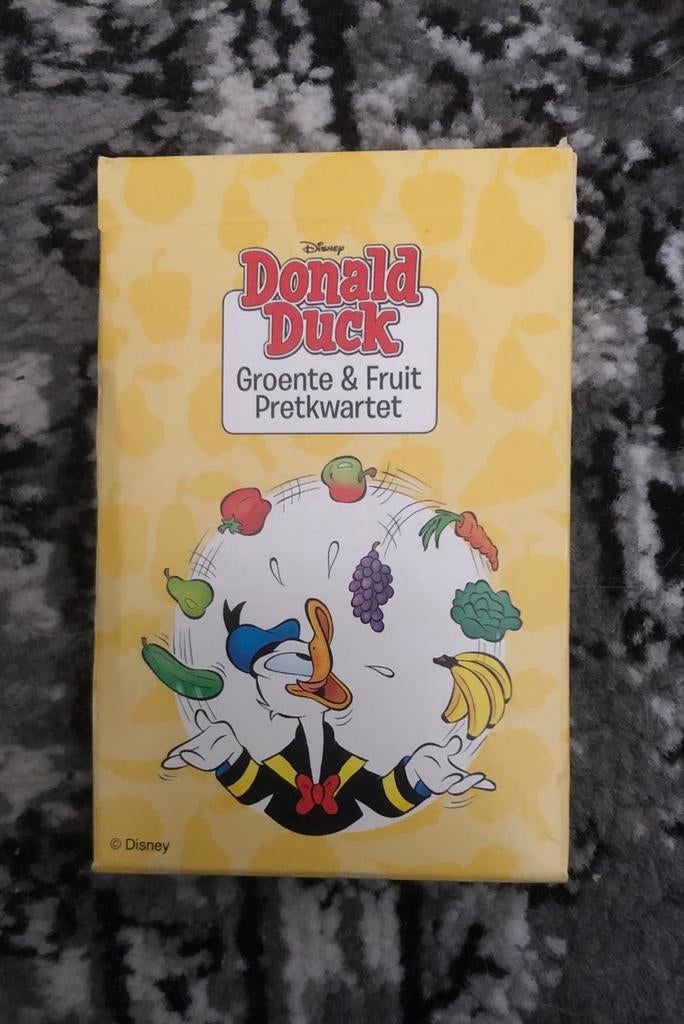 Disney
Donald
Duck
Groente & Fruit
Pretkwartet
© Disney